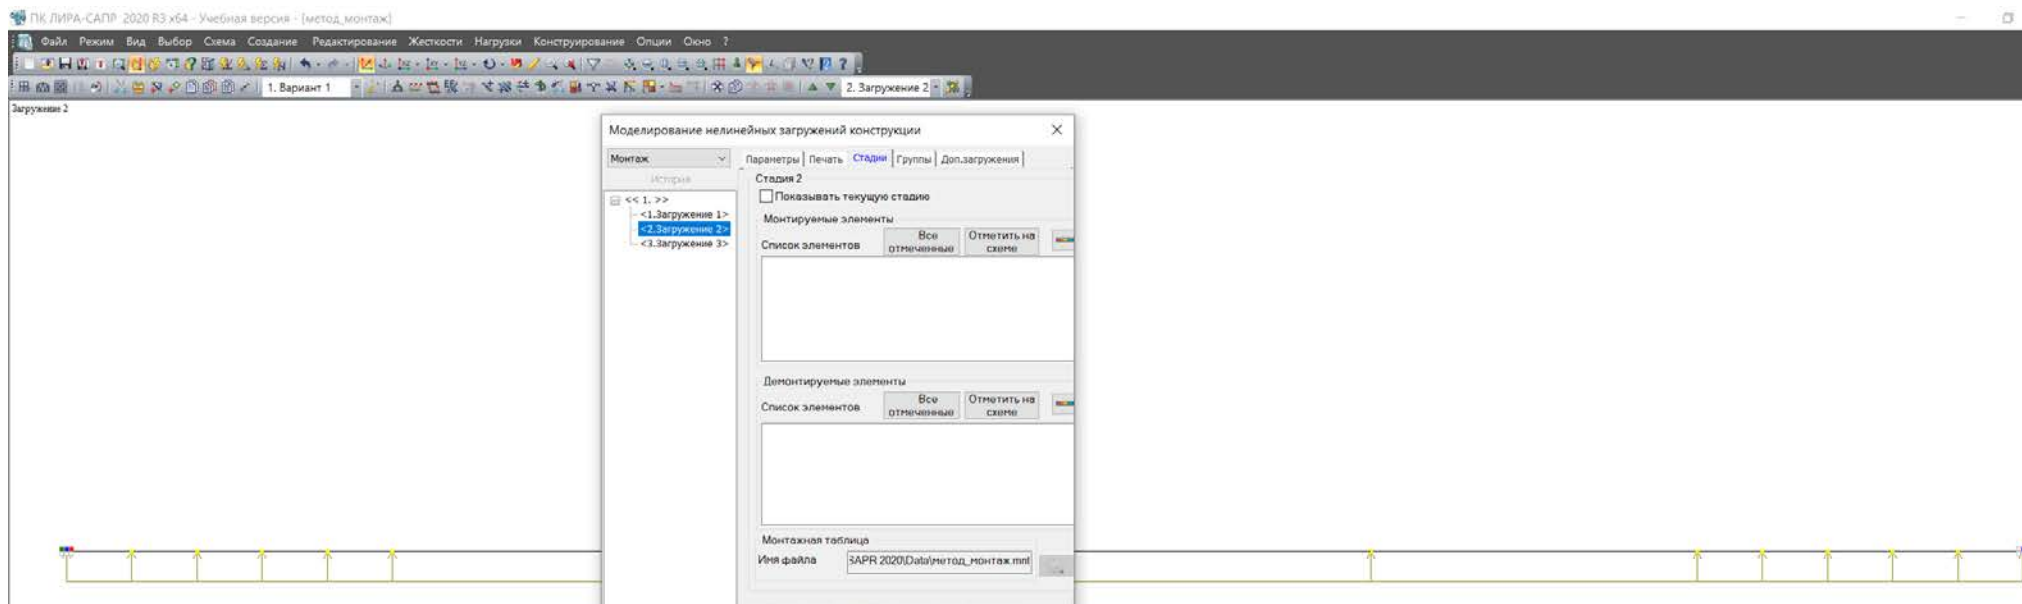 ПК ЛИРА-САПР 2020 R3 x64 - Учебная версия - [метод_монтаж]
Файл Режим Вид Выбор Схема Создание Редактирование Жесткости Нагрузки Конструирование Опции Окно ?
1. Вариант 1 2. Загружение 2
Загружение 2
Моделирование нелинейных загружений конструкции
Монтаж Параметры Печать Стадии Группы Доп.загружения
История Стадия 2
<< 1. >> Показывать текущую стадию
<1.Загружение 1> Монтируемые элементы
<2.Загружение 2> Список элементов Все отмеченные Отметить на схеме
<3.Загружение 3>
Демонтируемые элементы
Список элементов Все отмеченные Отметить на схеме
Монтажная таблица
Имя файла SAPR 2020\Data\метод_монтаж.mnt